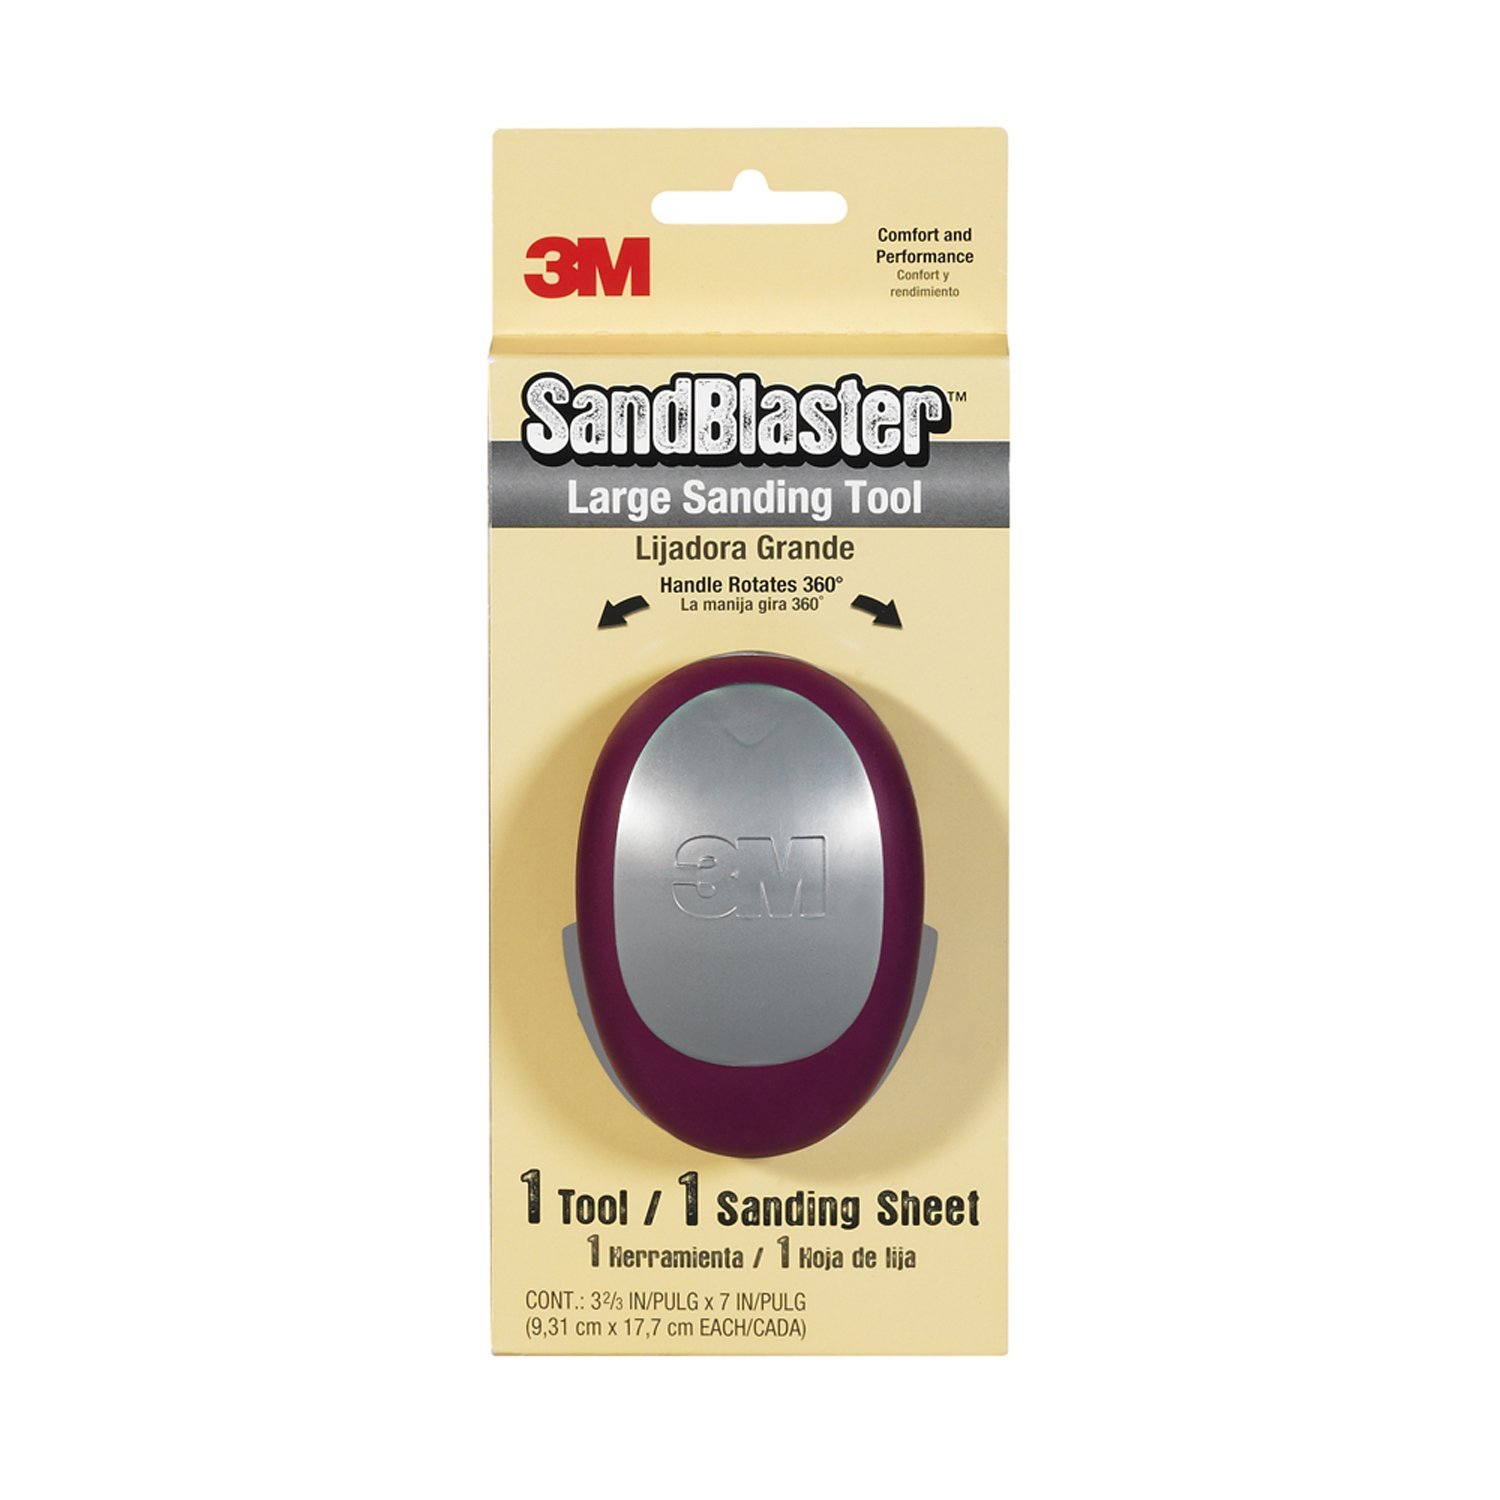 3M
Comfort and
Performance
Confort y
rendimiento
SandBlaster™
Large Sanding Tool
Lijadora Grande
Handle Rotates 360°
La manija gira 360°
3M
1 Tool / 1 Sanding Sheet
1 Herramienta / 1 Hoja de lija
CONT.: 3 2/3 IN/PULG x 7 IN/PULG
(9,31 cm x 17,7 cm EACH/CADA)